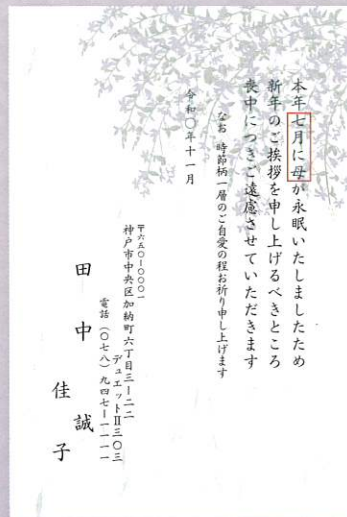 本年七月に母が永眠いたしましたため
新年のご挨拶を申し上げるべきところ
喪中につきご遠慮させていただきます
なお 時節柄一層のご自愛の程お祈り申し上げます
令和〇年十一月
〒六五〇-〇〇〇一
神戸市中央区加納町六丁目三-二二
デュエットⅡ三〇三
電話(〇七八)九四七-一一一一
田中 誠
佳子